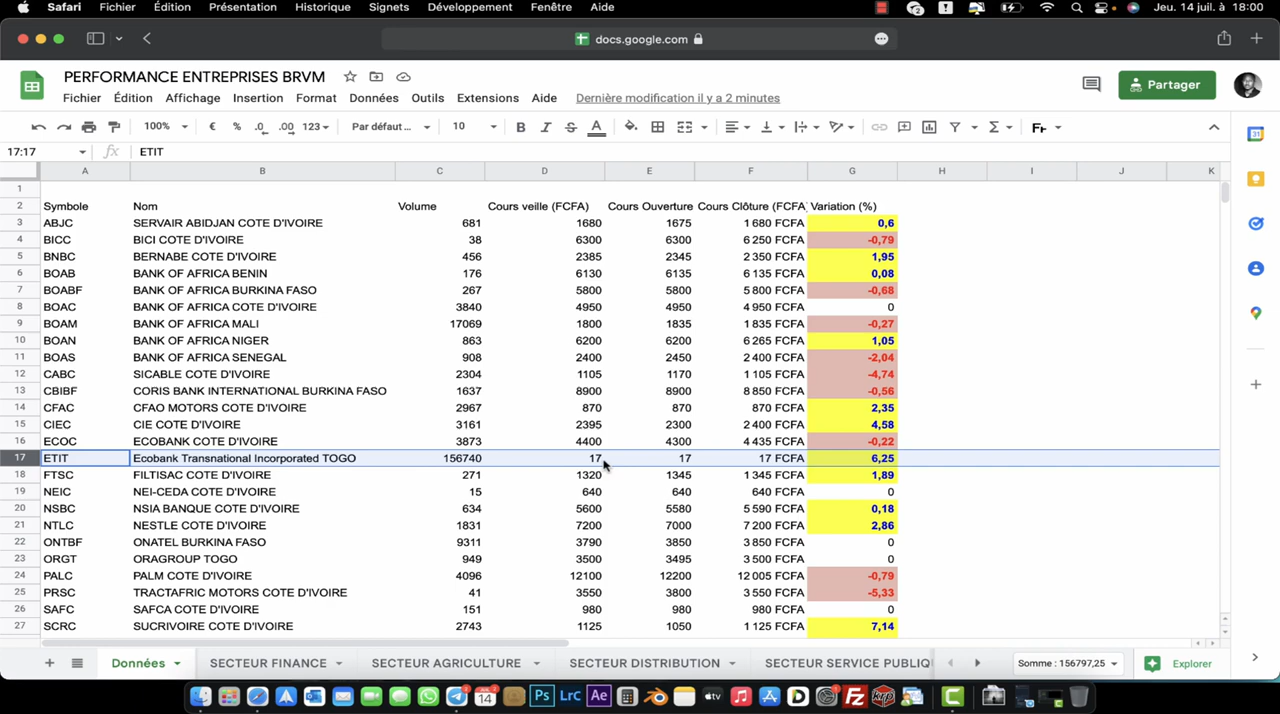 Safari Fichier Édition Présentation Historique Signets Développement Fenêtre Aide Jeu. 14 juil. à 18:00
docs.google.com
PERFORMANCE ENTREPRISES BRVM
Partager
Fichier Édition Affichage Insertion Format Données Outils Extensions Aide Dernière modification il y a 2 minutes
100% € % .0 .00 123 Par défaut ... 10 B I S A
17:17 fx ETIT
A B C D E F G H I J K
1
2 Symbole Nom Volume Cours veille (FCFA) Cours Ouverture Cours Clôture (FCFA) Variation (%)
3 ABJC SERVAIR ABIDJAN COTE D'IVOIRE 681 1680 1675 1 680 FCFA 0,6
4 BICC BICI COTE D'IVOIRE 38 6300 6300 6 250 FCFA -0,79
5 BNBC BERNABE COTE D'IVOIRE 456 2385 2345 2 350 FCFA 1,95
6 BOAB BANK OF AFRICA BENIN 176 6130 6135 6 135 FCFA 0,08
7 BOABF BANK OF AFRICA BURKINA FASO 267 5800 5800 5 800 FCFA -0,68
8 BOAC BANK OF AFRICA COTE D'IVOIRE 3840 4950 4950 4 950 FCFA 0
9 BOAM BANK OF AFRICA MALI 17069 1800 1835 1 835 FCFA -0,27
10 BOAN BANK OF AFRICA NIGER 863 6200 6200 6 265 FCFA 1,05
11 BOAS BANK OF AFRICA SENEGAL 908 2400 2450 2 400 FCFA -2,04
12 CABC SICABLE COTE D'IVOIRE 2304 1105 1170 1 105 FCFA -4,74
13 CBIBF CORIS BANK INTERNATIONAL BURKINA FASO 1637 8900 8900 8 850 FCFA -0,56
14 CFAC CFAO MOTORS COTE D'IVOIRE 2967 870 870 870 FCFA 2,35
15 CIEC CIE COTE D'IVOIRE 3161 2395 2300 2 400 FCFA 4,58
16 ECOC ECOBANK COTE D'IVOIRE 3873 4400 4300 4 435 FCFA -0,22
17 ETIT Ecobank Transnational Incorporated TOGO 156740 17 17 17 FCFA 6,25
18 FTSC FILTISAC COTE D'IVOIRE 271 1320 1345 1 345 FCFA 1,89
19 NEIC NEI-CEDA COTE D'IVOIRE 15 640 640 640 FCFA 0
20 NSBC NSIA BANQUE COTE D'IVOIRE 634 5600 5580 5 590 FCFA 0,18
21 NTLC NESTLE COTE D'IVOIRE 1831 7200 7000 7 200 FCFA 2,86
22 ONTBF ONATEL BURKINA FASO 9311 3790 3850 3 850 FCFA 0
23 ORGT ORAGROUP TOGO 949 3500 3495 3 500 FCFA 0
24 PALC PALM COTE D'IVOIRE 4096 12100 12200 12 005 FCFA -0,79
25 PRSC TRACTAFRIC MOTORS COTE D'IVOIRE 41 3550 3800 3 550 FCFA -5,33
26 SAFC SAFCA COTE D'IVOIRE 151 980 980 980 FCFA 0
27 SCRC SUCRIVOIRE COTE D'IVOIRE 2743 1125 1050 1 125 FCFA 7,14
Données SECTEUR FINANCE SECTEUR AGRICULTURE SECTEUR DISTRIBUTION SECTEUR SERVICE PUBLIQU Somme : 156797,25 Explorer
JUIL. 14 Ps Lrc Ae tv D Fz krp C